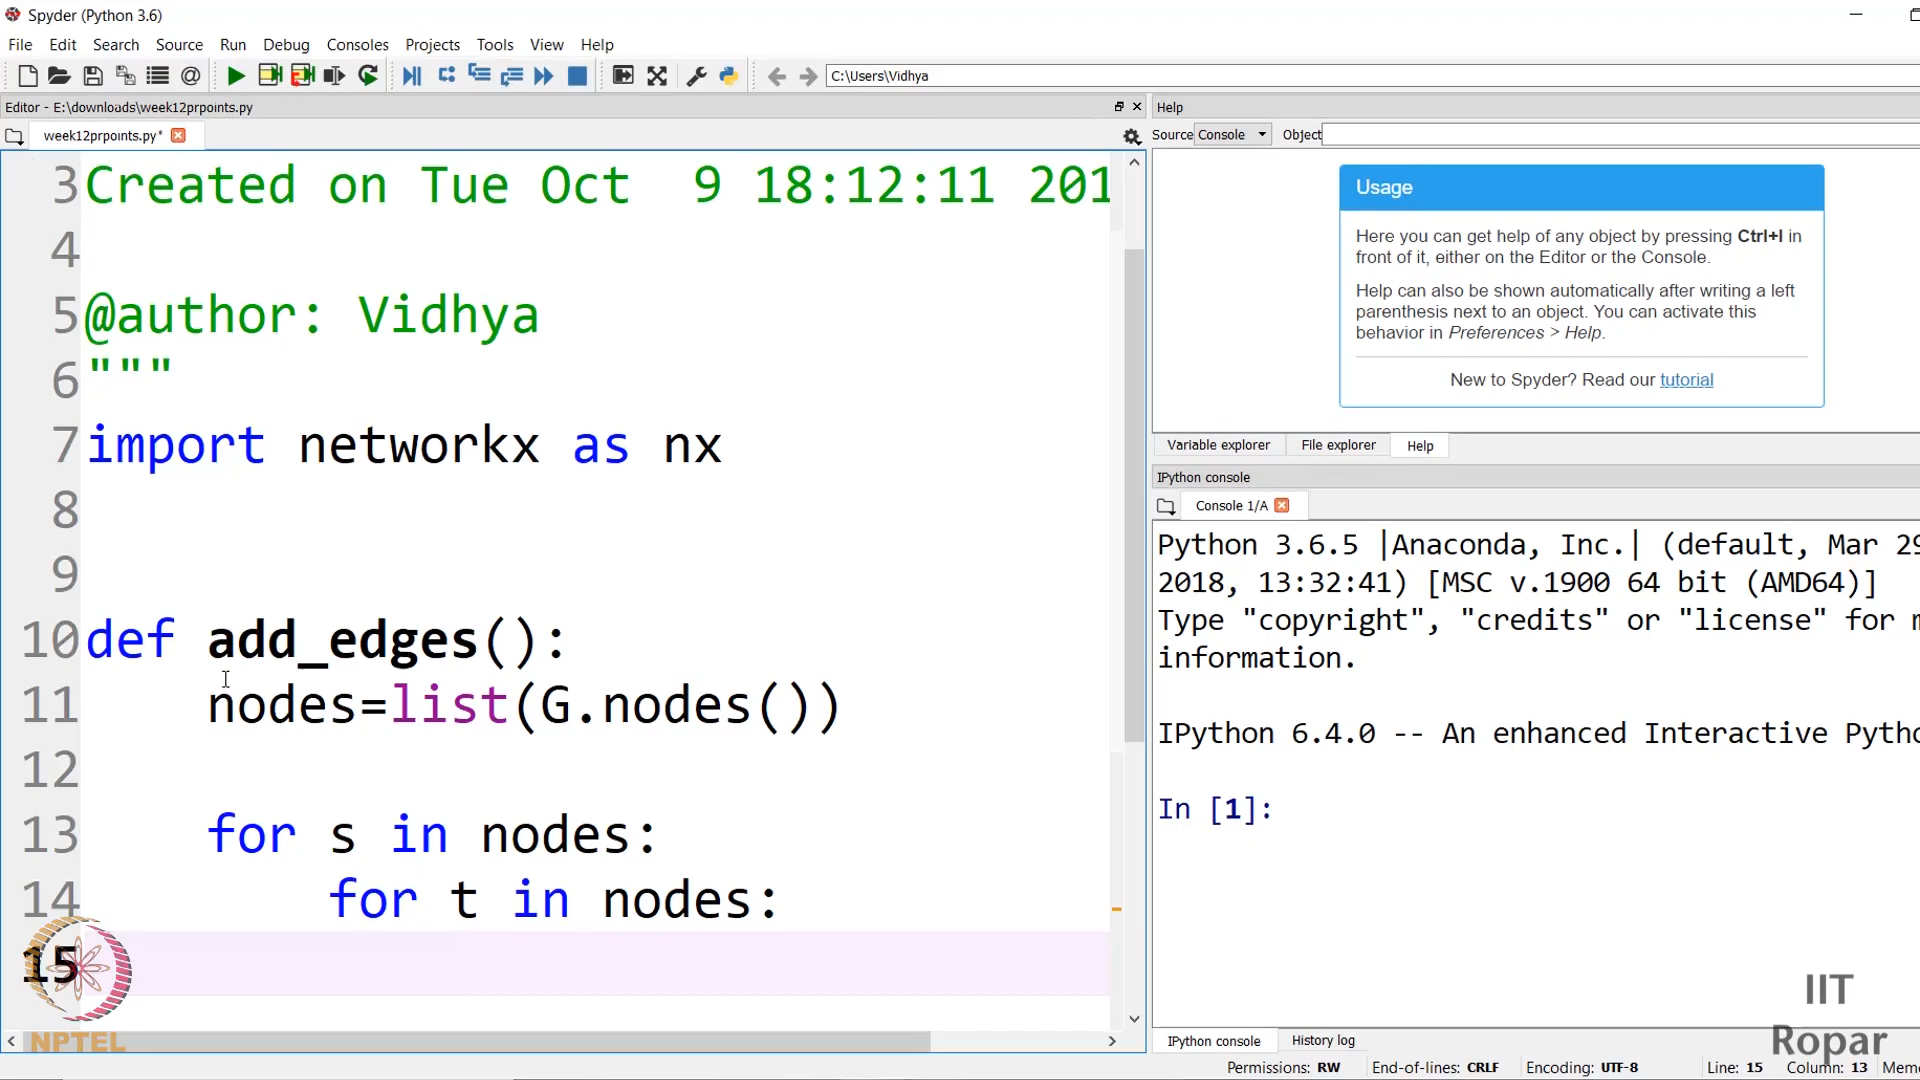 Spyder (Python 3.6)
File Edit Search Source Run Debug Consoles Projects Tools View Help
C:\Users\Vidhya
Editor - E:\downloads\week12prpoints.py
week12prpoints.py*
3 Created on Tue Oct  9 18:12:11 201
4
5 @author: Vidhya
6 """
7 import networkx as nx
8
9
10 def add_edges():
11     nodes=list(G.nodes())
12
13     for s in nodes:
14         for t in nodes:
15
NPTEL
Help
Source Console Object
Usage
Here you can get help of any object by pressing Ctrl+I in
front of it, either on the Editor or the Console.
Help can also be shown automatically after writing a left
parenthesis next to an object. You can activate this
behavior in Preferences > Help.
New to Spyder? Read our tutorial
Variable explorer File explorer Help
IPython console
Console 1/A
Python 3.6.5 |Anaconda, Inc.| (default, Mar 29
2018, 13:32:41) [MSC v.1900 64 bit (AMD64)]
Type "copyright", "credits" or "license" for m
information.
IPython 6.4.0 -- An enhanced Interactive Pytho
In [1]:
IIT
Ropar
IPython console History log
Permissions: RW End-of-lines: CRLF Encoding: UTF-8 Line: 15 Column: 13 Mem